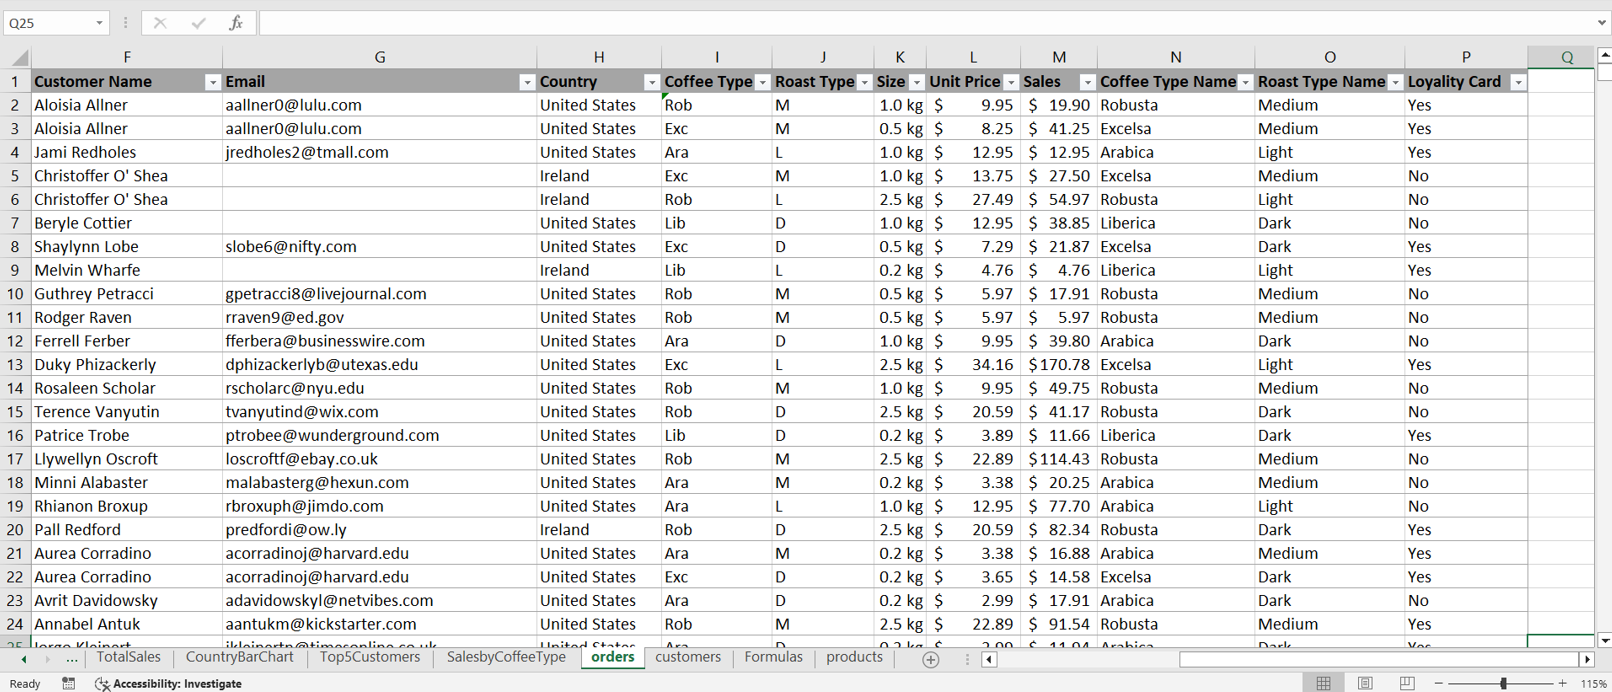 Q25 fx
F G H I J K L M N O P Q
1 Customer Name Email Country Coffee Type Roast Type Size Unit Price Sales Coffee Type Name Roast Type Name Loyality Card
2 Aloisia Allner aallner0@lulu.com United States Rob M 1.0 kg $ 9.95 $ 19.90 Robusta Medium Yes
3 Aloisia Allner aallner0@lulu.com United States Exc M 0.5 kg $ 8.25 $ 41.25 Excelsa Medium Yes
4 Jami Redholes jredholes2@tmall.com United States Ara L 1.0 kg $ 12.95 $ 12.95 Arabica Light Yes
5 Christoffer O' Shea Ireland Exc M 1.0 kg $ 13.75 $ 27.50 Excelsa Medium No
6 Christoffer O' Shea Ireland Rob L 2.5 kg $ 27.49 $ 54.97 Robusta Light No
7 Beryle Cottier United States Lib D 1.0 kg $ 12.95 $ 38.85 Liberica Dark No
8 Shaylynn Lobe slobe6@nifty.com United States Exc D 0.5 kg $ 7.29 $ 21.87 Excelsa Dark Yes
9 Melvin Wharfe Ireland Lib L 0.2 kg $ 4.76 $ 4.76 Liberica Light Yes
10 Guthrey Petracci gpetracci8@livejournal.com United States Rob M 0.5 kg $ 5.97 $ 17.91 Robusta Medium No
11 Rodger Raven rraven9@ed.gov United States Rob M 0.5 kg $ 5.97 $ 5.97 Robusta Medium No
12 Ferrell Ferber fferbera@businesswire.com United States Ara D 1.0 kg $ 9.95 $ 39.80 Arabica Dark No
13 Duky Phizackerly dphizackerlyb@utexas.edu United States Exc L 2.5 kg $ 34.16 $170.78 Excelsa Light Yes
14 Rosaleen Scholar rscholarc@nyu.edu United States Rob M 1.0 kg $ 9.95 $ 49.75 Robusta Medium No
15 Terence Vanyutin tvanyutind@wix.com United States Rob D 2.5 kg $ 20.59 $ 41.17 Robusta Dark No
16 Patrice Trobe ptrobee@wunderground.com United States Lib D 0.2 kg $ 3.89 $ 11.66 Liberica Dark Yes
17 Llywellyn Oscroft loscroftf@ebay.co.uk United States Rob M 2.5 kg $ 22.89 $114.43 Robusta Medium No
18 Minni Alabaster malabasterg@hexun.com United States Ara M 0.2 kg $ 3.38 $ 20.25 Arabica Medium No
19 Rhianon Broxup rbroxuph@jimdo.com United States Ara L 1.0 kg $ 12.95 $ 77.70 Arabica Light No
20 Pall Redford predfordi@ow.ly Ireland Rob D 2.5 kg $ 20.59 $ 82.34 Robusta Dark Yes
21 Aurea Corradino acorradinoj@harvard.edu United States Ara M 0.2 kg $ 3.38 $ 16.88 Arabica Medium Yes
22 Aurea Corradino acorradinoj@harvard.edu United States Exc D 0.2 kg $ 3.65 $ 14.58 Excelsa Dark Yes
23 Avrit Davidowsky adavidowskyl@netvibes.com United States Ara D 0.2 kg $ 2.99 $ 17.91 Arabica Dark No
24 Annabel Antuk aantukm@kickstarter.com United States Rob M 2.5 kg $ 22.89 $ 91.54 Robusta Medium Yes
... TotalSales CountryBarChart Top5Customers SalesbyCoffeeType orders customers Formulas products
Ready Accessibility: Investigate 115%